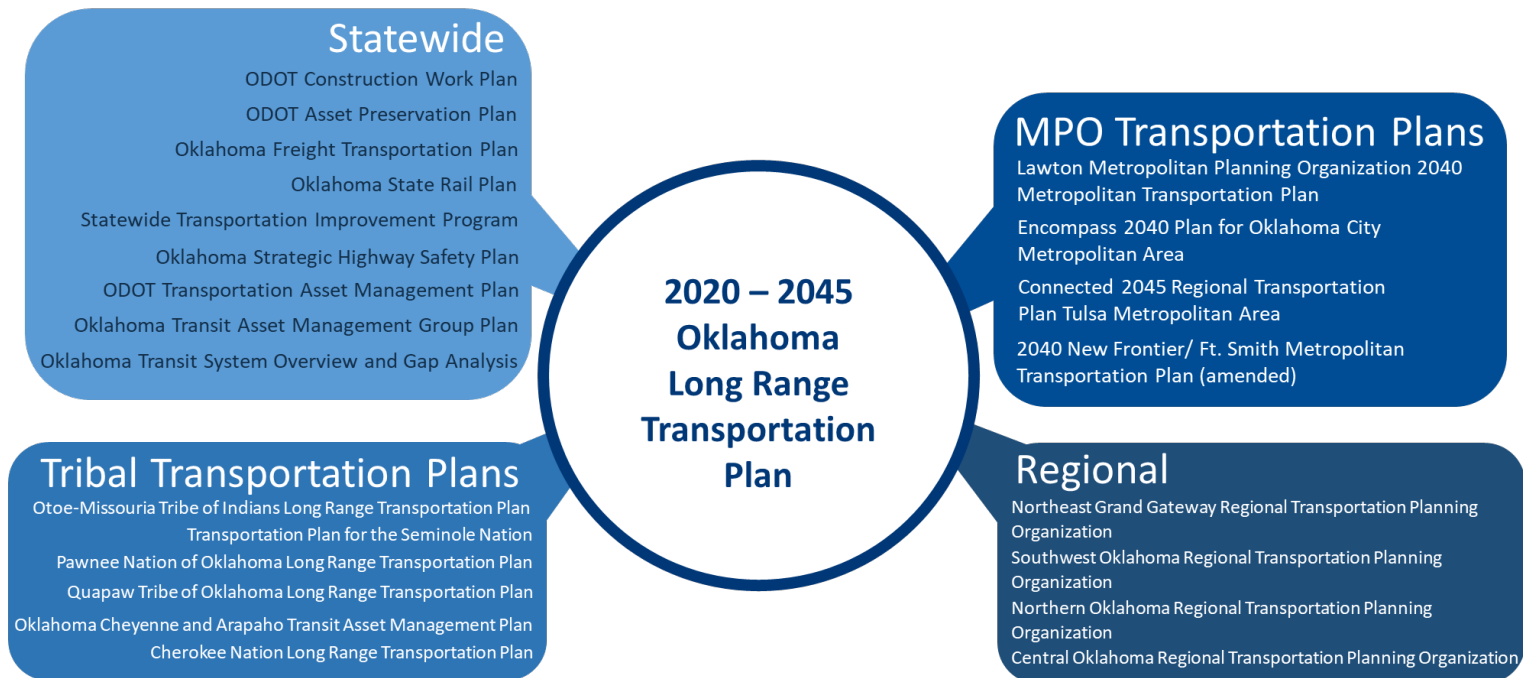 Statewide
ODOT Construction Work Plan
ODOT Asset Preservation Plan
Oklahoma Freight Transportation Plan
Oklahoma State Rail Plan
Statewide Transportation Improvement Program
Oklahoma Strategic Highway Safety Plan
ODOT Transportation Asset Management Plan
Oklahoma Transit Asset Management Group Plan
Oklahoma Transit System Overview and Gap Analysis
MPO Transportation Plans
Lawton Metropolitan Planning Organization 2040
Metropolitan Transportation Plan
Encompass 2040 Plan for Oklahoma City
Metropolitan Area
Connected 2045 Regional Transportation
Plan Tulsa Metropolitan Area
2040 New Frontier/ Ft. Smith Metropolitan
Transportation Plan (amended)
2020 – 2045
Oklahoma
Long Range
Transportation
Plan
Tribal Transportation Plans
Otoe-Missouria Tribe of Indians Long Range Transportation Plan
Transportation Plan for the Seminole Nation
Pawnee Nation of Oklahoma Long Range Transportation Plan
Quapaw Tribe of Oklahoma Long Range Transportation Plan
Oklahoma Cheyenne and Arapaho Transit Asset Management Plan
Cherokee Nation Long Range Transportation Plan
Regional
Northeast Grand Gateway Regional Transportation Planning
Organization
Southwest Oklahoma Regional Transportation Planning
Organization
Northern Oklahoma Regional Transportation Planning
Organization
Central Oklahoma Regional Transportation Planning Organization